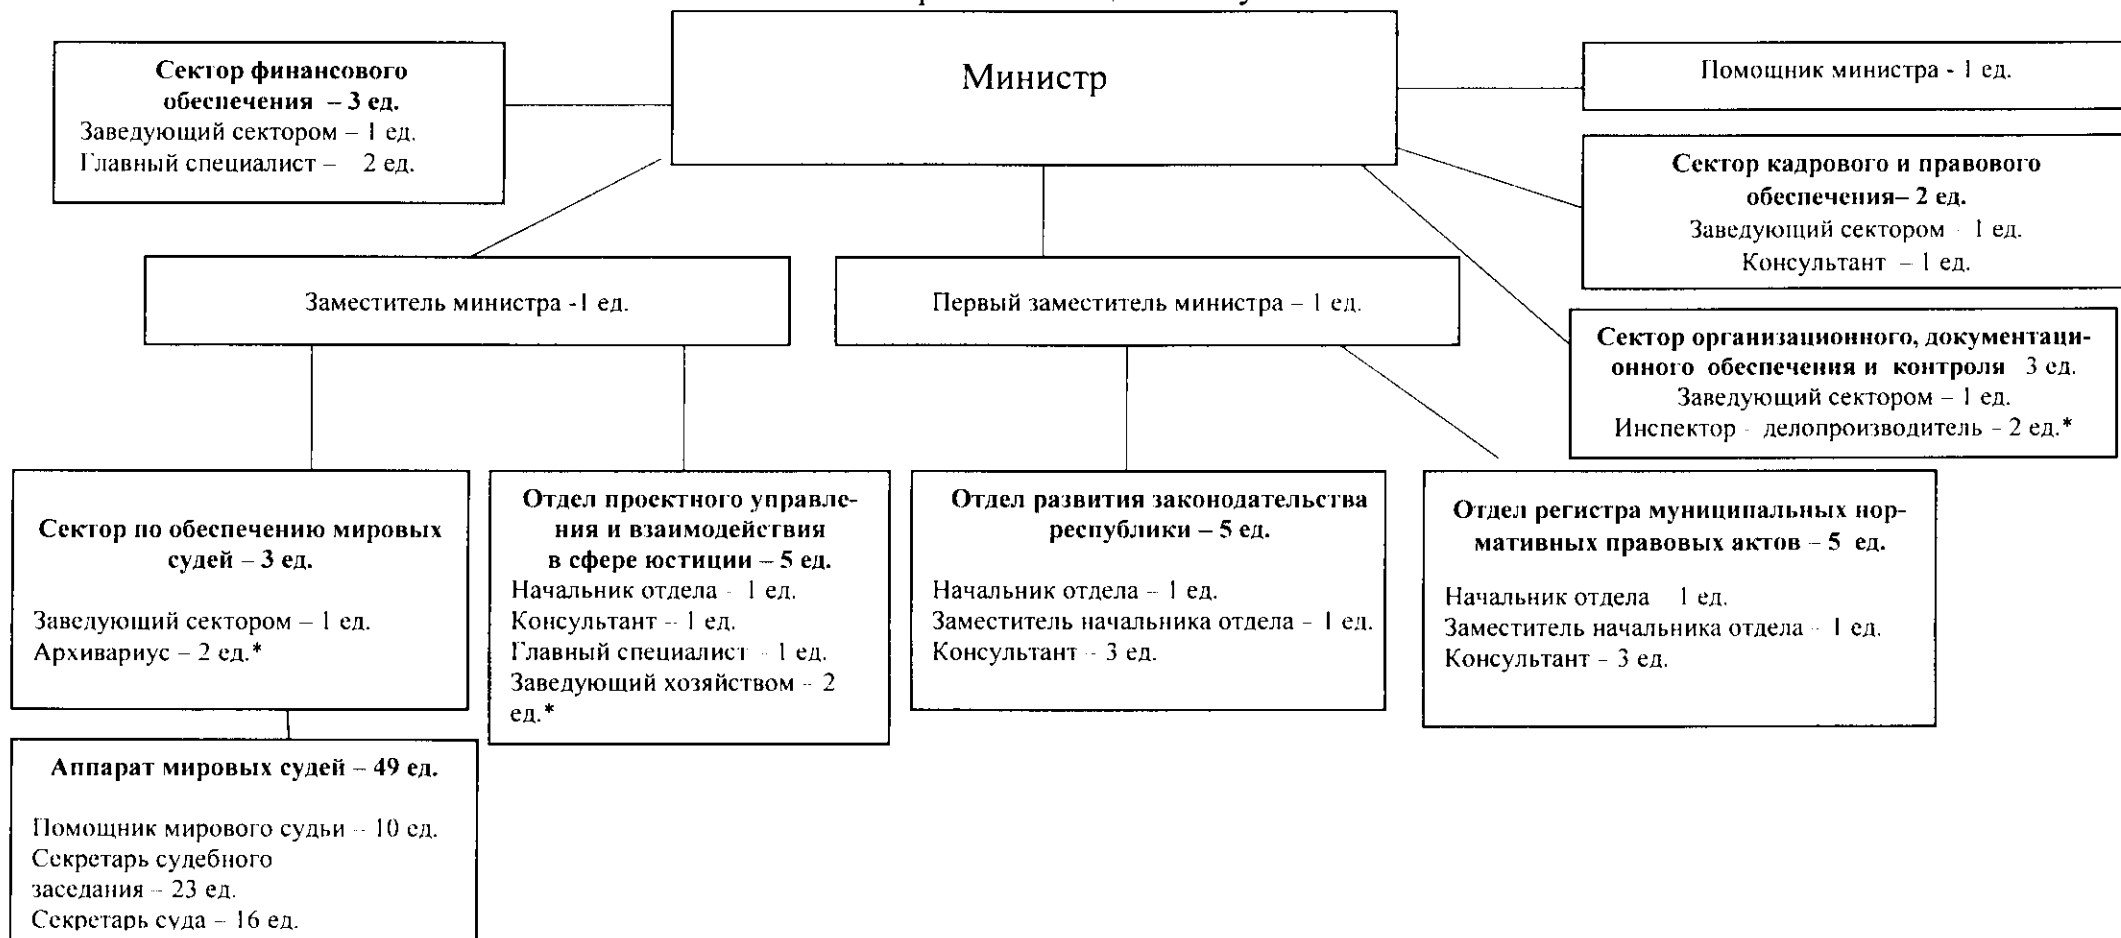 Министр
Сектор финансового
обеспечения – 3 ед.
Заведующий сектором – 1 ед.
Главный специалист – 2 ед.
Помощник министра - 1 ед.
Сектор кадрового и правового
обеспечения– 2 ед.
Заведующий сектором – 1 ед.
Консультант – 1 ед.
Заместитель министра -1 ед.
Первый заместитель министра – 1 ед.
Сектор организационного, документаци-
онного обеспечения и контроля 3 ед.
Заведующий сектором – 1 ед.
Инспектор - делопроизводитель – 2 ед.*
Сектор по обеспечению мировых
судей – 3 ед.
Заведующий сектором – 1 ед.
Архивариус – 2 ед.*
Отдел проектного управле-
ния и взаимодействия
в сфере юстиции – 5 ед.
Начальник отдела – 1 ед.
Консультант – 1 ед.
Главный специалист – 1 ед.
Заведующий хозяйством – 2
ед.*
Отдел развития законодательства
республики – 5 ед.
Начальник отдела – 1 ед.
Заместитель начальника отдела – 1 ед.
Консультант – 3 ед.
Отдел регистра муниципальных нор-
мативных правовых актов – 5 ед.
Начальник отдела 1 ед.
Заместитель начальника отдела – 1 ед.
Консультант – 3 ед.
Аппарат мировых судей – 49 ед.
Помощник мирового судьи – 10 ед.
Секретарь судебного
заседания – 23 ед.
Секретарь суда – 16 ед.